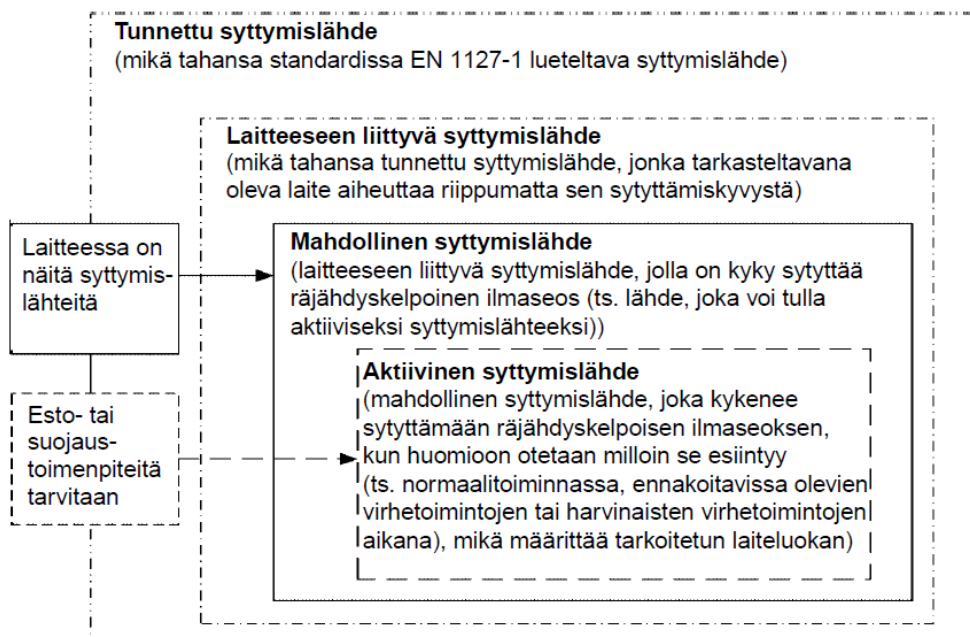 Tunnettu syttymislähde
(mikä tahansa standardissa EN 1127-1 lueteltava syttymislähde)
Laitteeseen liittyvä syttymislähde
(mikä tahansa tunnettu syttymislähde, jonka tarkasteltavana
oleva laite aiheuttaa riippumatta sen sytyttämiskyvystä)
Laitteessa on
näitä syttymis-
lähteitä
Mahdollinen syttymislähde
(laitteeseen liittyvä syttymislähde, jolla on kyky sytyttää
räjähdyskelpoinen ilmaseos (ts. lähde, joka voi tulla
aktiiviseksi syttymislähteeksi))
Esto- tai
suojaus-
toimenpiteitä
tarvitaan
Aktiivinen syttymislähde
(mahdollinen syttymislähde, joka kykenee
sytyttämään räjähdyskelpoisen ilmaseoksen,
kun huomioon otetaan milloin se esiintyy
(ts. normaalitoiminnassa, ennakoitavissa olevien
virhetoimintojen tai harvinaisten virhetoimintojen
aikana), mikä määrittää tarkoitetun laiteluokan)